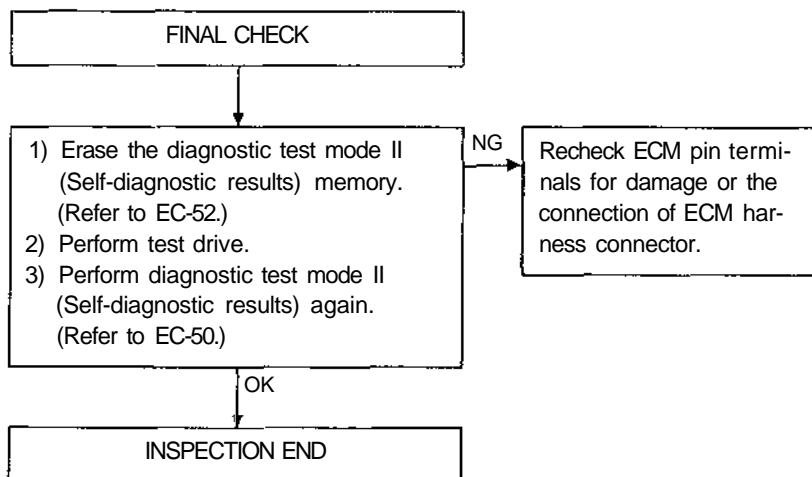 FINAL CHECK
1) Erase the diagnostic test mode II
(Self-diagnostic results) memory.
(Refer to EC-52.)
2) Perform test drive.
3) Perform diagnostic test mode II
(Self-diagnostic results) again.
(Refer to EC-50.)
NG
Recheck ECM pin termi-
nals for damage or the
connection of ECM har-
ness connector.
OK
INSPECTION END